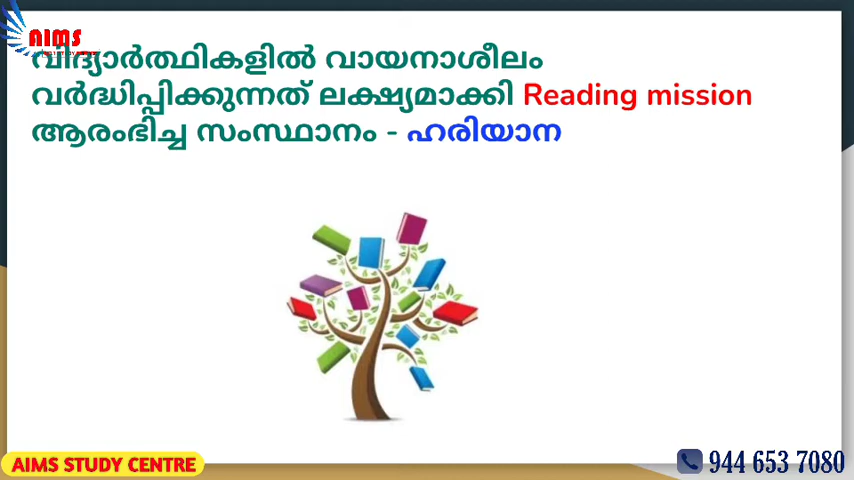 AIMS
വിദ്യാർത്ഥികളിൽ വായനാശീലം
വർദ്ധിപ്പിക്കുന്നത് ലക്ഷ്യമാക്കി Reading mission
ആരംഭിച്ച സംസ്ഥാനം - ഹരിയാന
AIMS STUDY CENTRE
944 653 7080